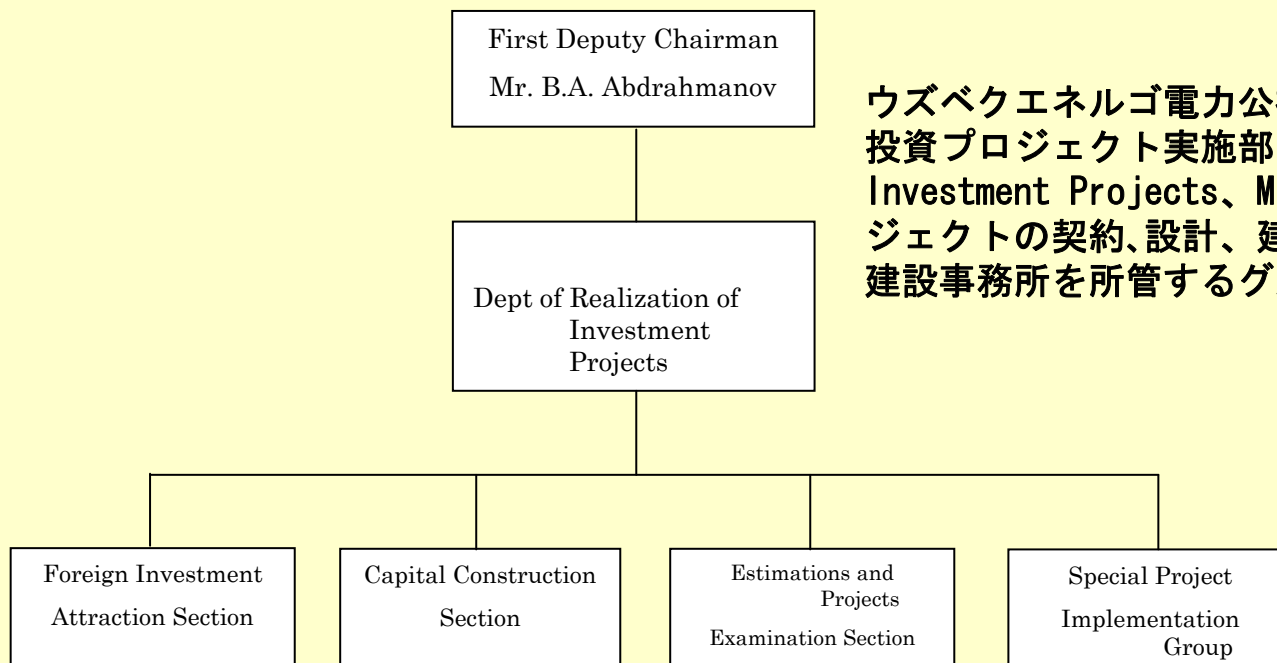 First Deputy Chairman
Mr. B.A. Abdrahmanov
ウズベクエネルゴ電力公
投資プロジェクト実施部
Investment Projects、M
ジェクトの契約、設計、
建設事務所を所管するグ
Dept of Realization of
Investment
Projects
Foreign Investment
Attraction Section
Capital Construction
Section
Estimations and
Projects
Examination Section
Special Project
Implementation
Group